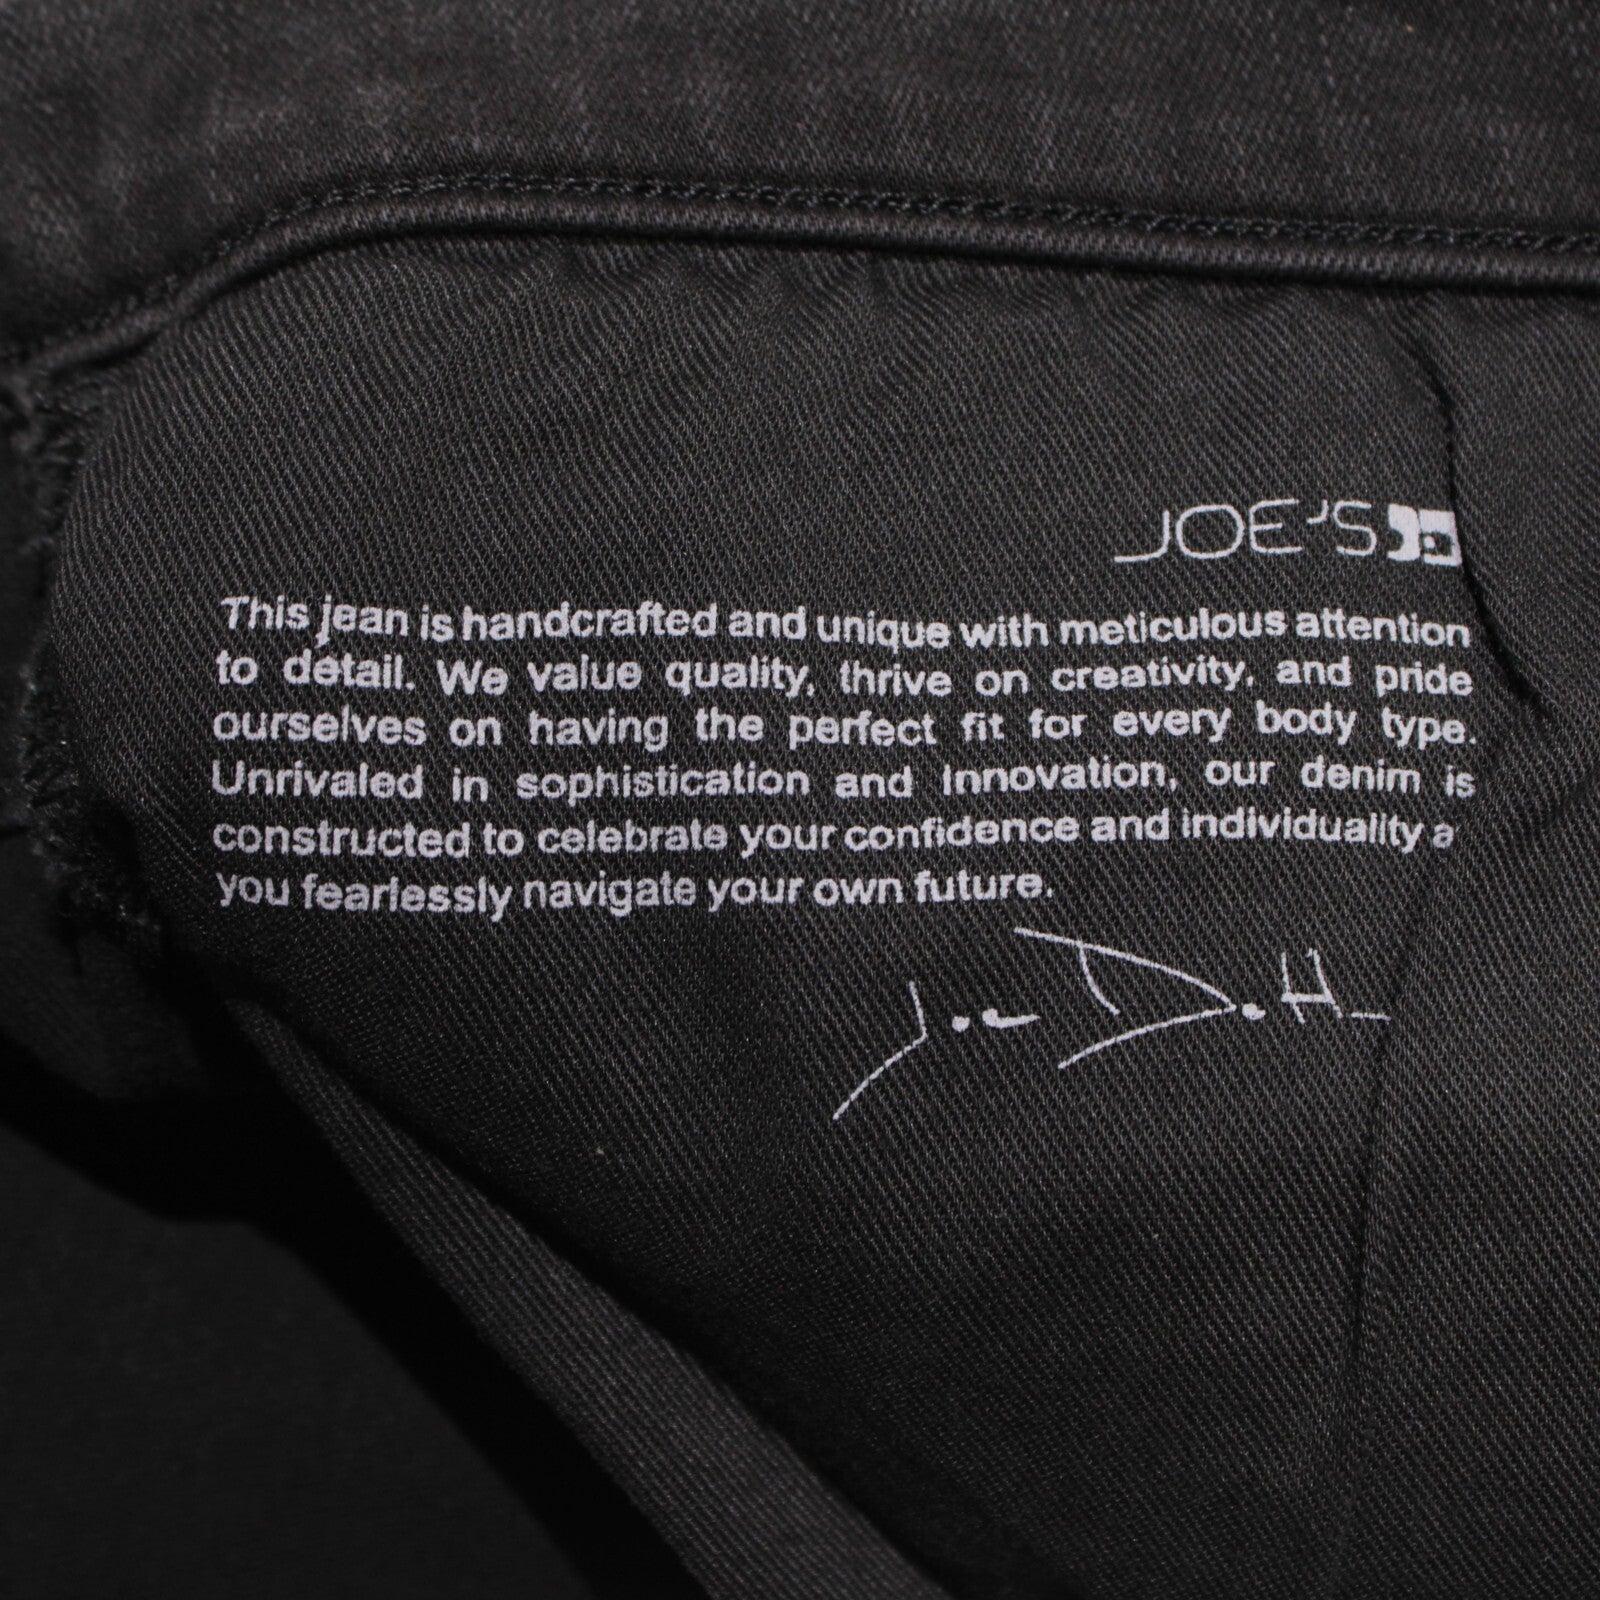 JOE'S
This jean is handcrafted and unique with meticulous attention
to detail. We value quality, thrive on creativity, and pride
ourselves on having the perfect fit for every body type.
Unrivaled in sophistication and innovation, our denim is
constructed to celebrate your confidence and individuality
you fearlessly navigate your own future.
Joe D.H.